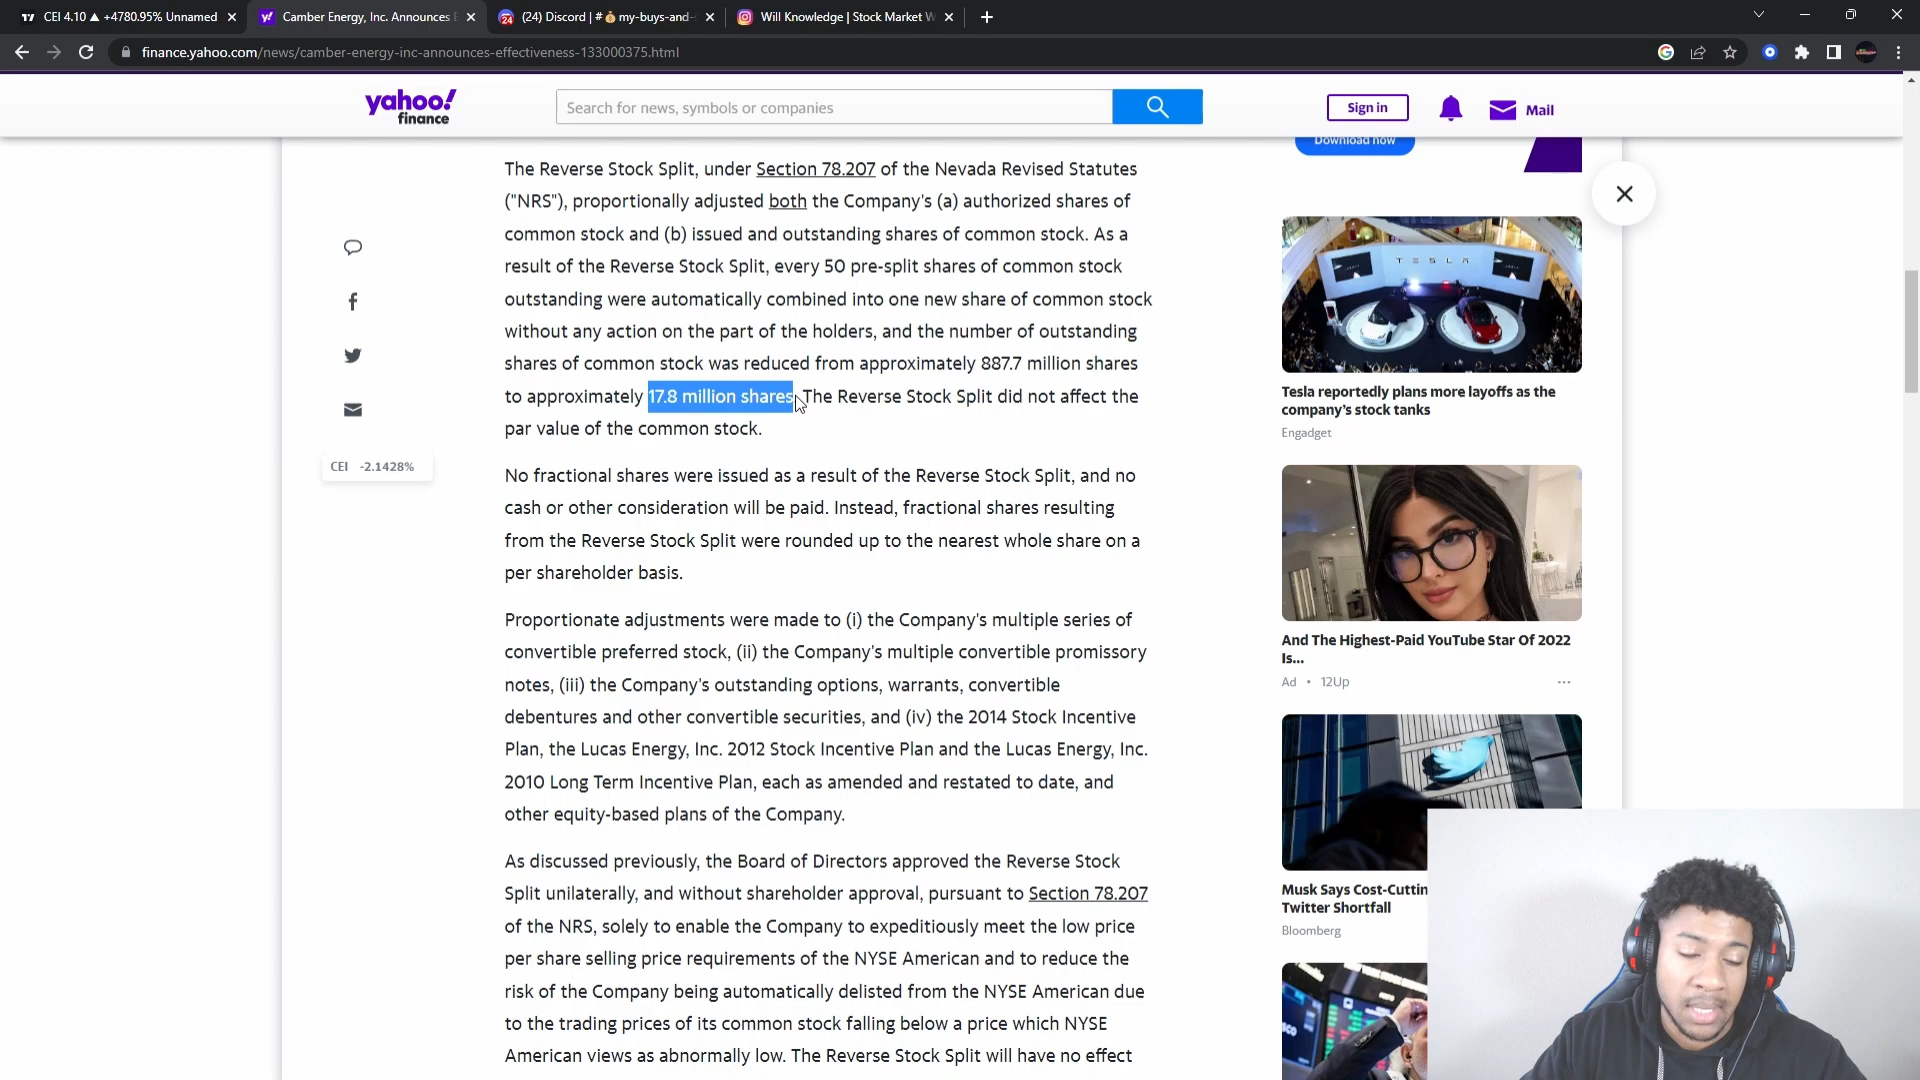 CEI 4.10 ▲ +4780.95% Unnamed
Camber Energy, Inc. Announces E
(24) Discord | # 💰my-buys-and-s
Will Knowledge | Stock Market W
finance.yahoo.com/news/camber-energy-inc-announces-effectiveness-133000375.html
yahoo!
finance
Search for news, symbols or companies
Sign in
Mail
Download now
The Reverse Stock Split, under Section 78.207 of the Nevada Revised Statutes
("NRS"), proportionally adjusted both the Company's (a) authorized shares of
common stock and (b) issued and outstanding shares of common stock. As a
result of the Reverse Stock Split, every 50 pre-split shares of common stock
outstanding were automatically combined into one new share of common stock
without any action on the part of the holders, and the number of outstanding
shares of common stock was reduced from approximately 887.7 million shares
to approximately 17.8 million shares. The Reverse Stock Split did not affect the
par value of the common stock.
CEI -2.1428%
No fractional shares were issued as a result of the Reverse Stock Split, and no
cash or other consideration will be paid. Instead, fractional shares resulting
from the Reverse Stock Split were rounded up to the nearest whole share on a
per shareholder basis.
Proportionate adjustments were made to (i) the Company's multiple series of
convertible preferred stock, (ii) the Company's multiple convertible promissory
notes, (iii) the Company's outstanding options, warrants, convertible
debentures and other convertible securities, and (iv) the 2014 Stock Incentive
Plan, the Lucas Energy, Inc. 2012 Stock Incentive Plan and the Lucas Energy, Inc.
2010 Long Term Incentive Plan, each as amended and restated to date, and
other equity-based plans of the Company.
As discussed previously, the Board of Directors approved the Reverse Stock
Split unilaterally, and without shareholder approval, pursuant to Section 78.207
of the NRS, solely to enable the Company to expeditiously meet the low price
per share selling price requirements of the NYSE American and to reduce the
risk of the Company being automatically delisted from the NYSE American due
to the trading prices of its common stock falling below a price which NYSE
American views as abnormally low. The Reverse Stock Split will have no effect
TESLA
Tesla reportedly plans more layoffs as the
company's stock tanks
Engadget
And The Highest-Paid YouTube Star Of 2022
Is...
Ad • 12Up
Musk Says Cost-Cuttin
Twitter Shortfall
Bloomberg